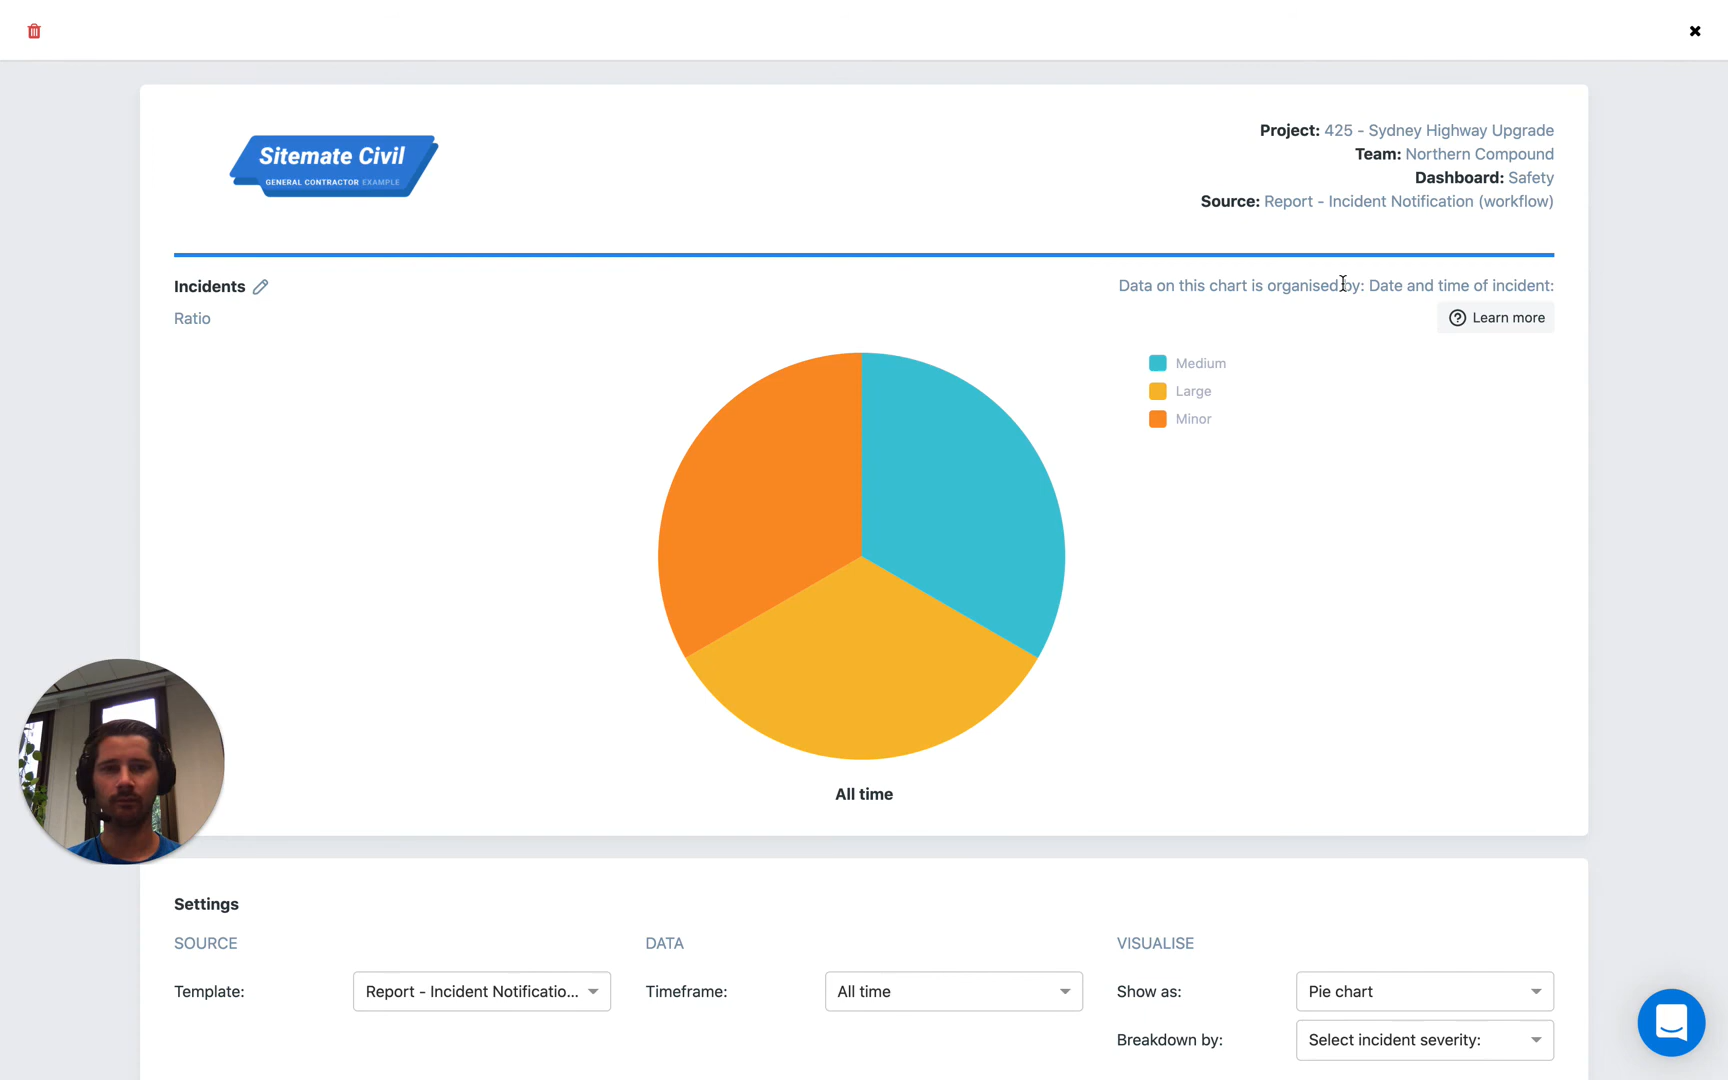 Sitemate Civil
GENERAL CONTRACTOR EXAMPLE
Project: 425 - Sydney Highway Upgrade
Team: Northern Compound
Dashboard: Safety
Source: Report - Incident Notification (workflow)
Incidents
Data on this chart is organised by: Date and time of incident:
Ratio
Learn more
Medium
Large
Minor
All time
Settings
SOURCE
DATA
VISUALISE
Template:
Report - Incident Notificatio...
Timeframe:
All time
Show as:
Pie chart
Breakdown by:
Select incident severity: